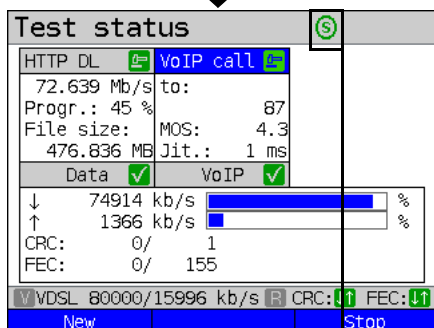 Test status S
HTTP DL VoIP call
72.639 Mb/s to:
Progr.: 45 % 87
File size: MOS: 4.3
476.836 MB Jit.: 1 ms
Data VoIP
↓ 74914 kb/s %
↑ 1366 kb/s %
CRC: 0/ 1
FEC: 0/ 155
V VDSL 80000/15996 kb/s R CRC: FEC:
New Stop